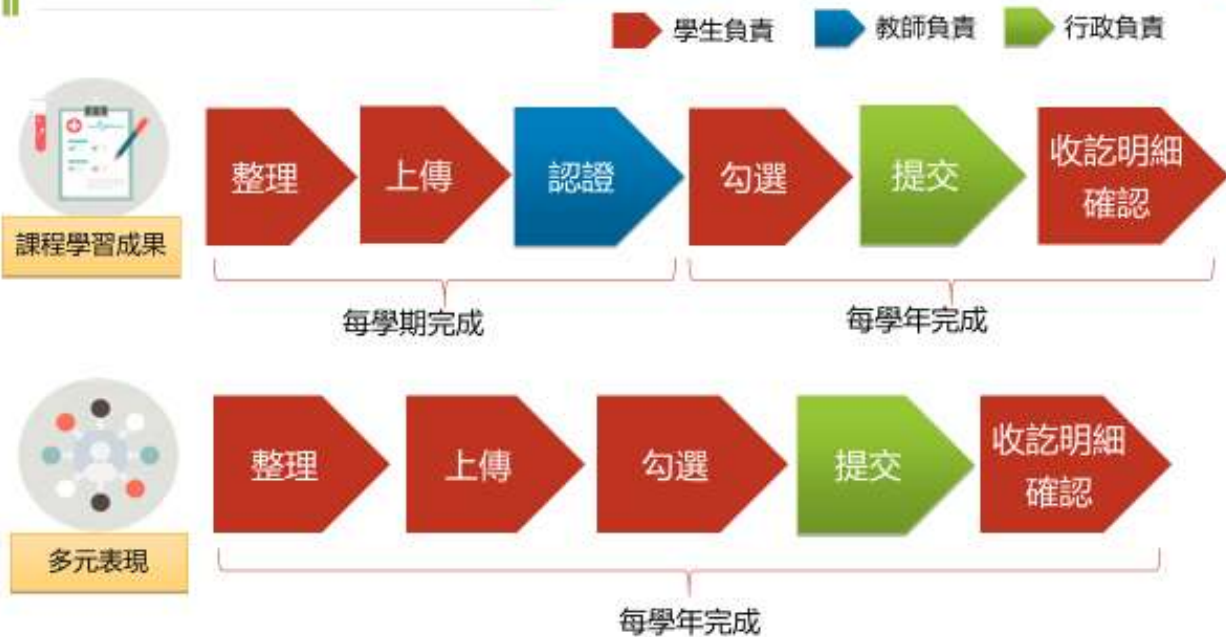 學生負責
教師負責
行政負責
整理
上傳
認證
勾選
提交
收訖明細
確認
課程學習成果
每學期完成
每學年完成
整理
上傳
勾選
提交
收訖明細
確認
多元表現
每學年完成